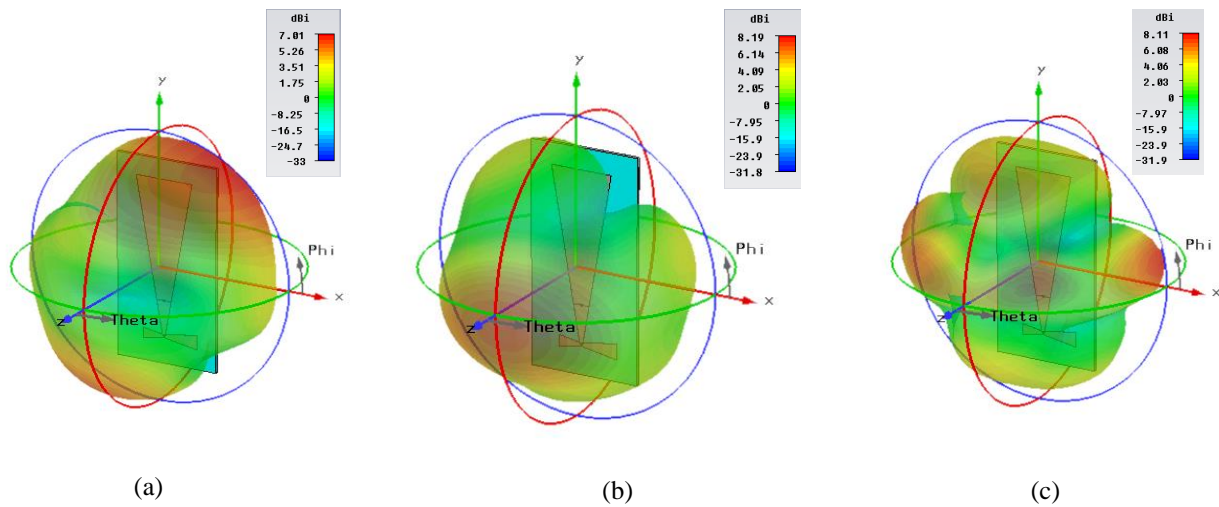 dBi
7.01
5.26
3.51
1.75
0
-8.25
-16.5
-24.7
-33
y
Phi
x
z
Theta
(a)
dBi
8.19
6.14
4.09
2.05
0
-7.95
-15.9
-23.9
-31.8
y
Phi
x
z
Theta
(b)
dBi
8.11
6.08
4.06
2.03
0
-7.97
-15.9
-23.9
-31.9
y
Phi
x
z
Theta
(c)